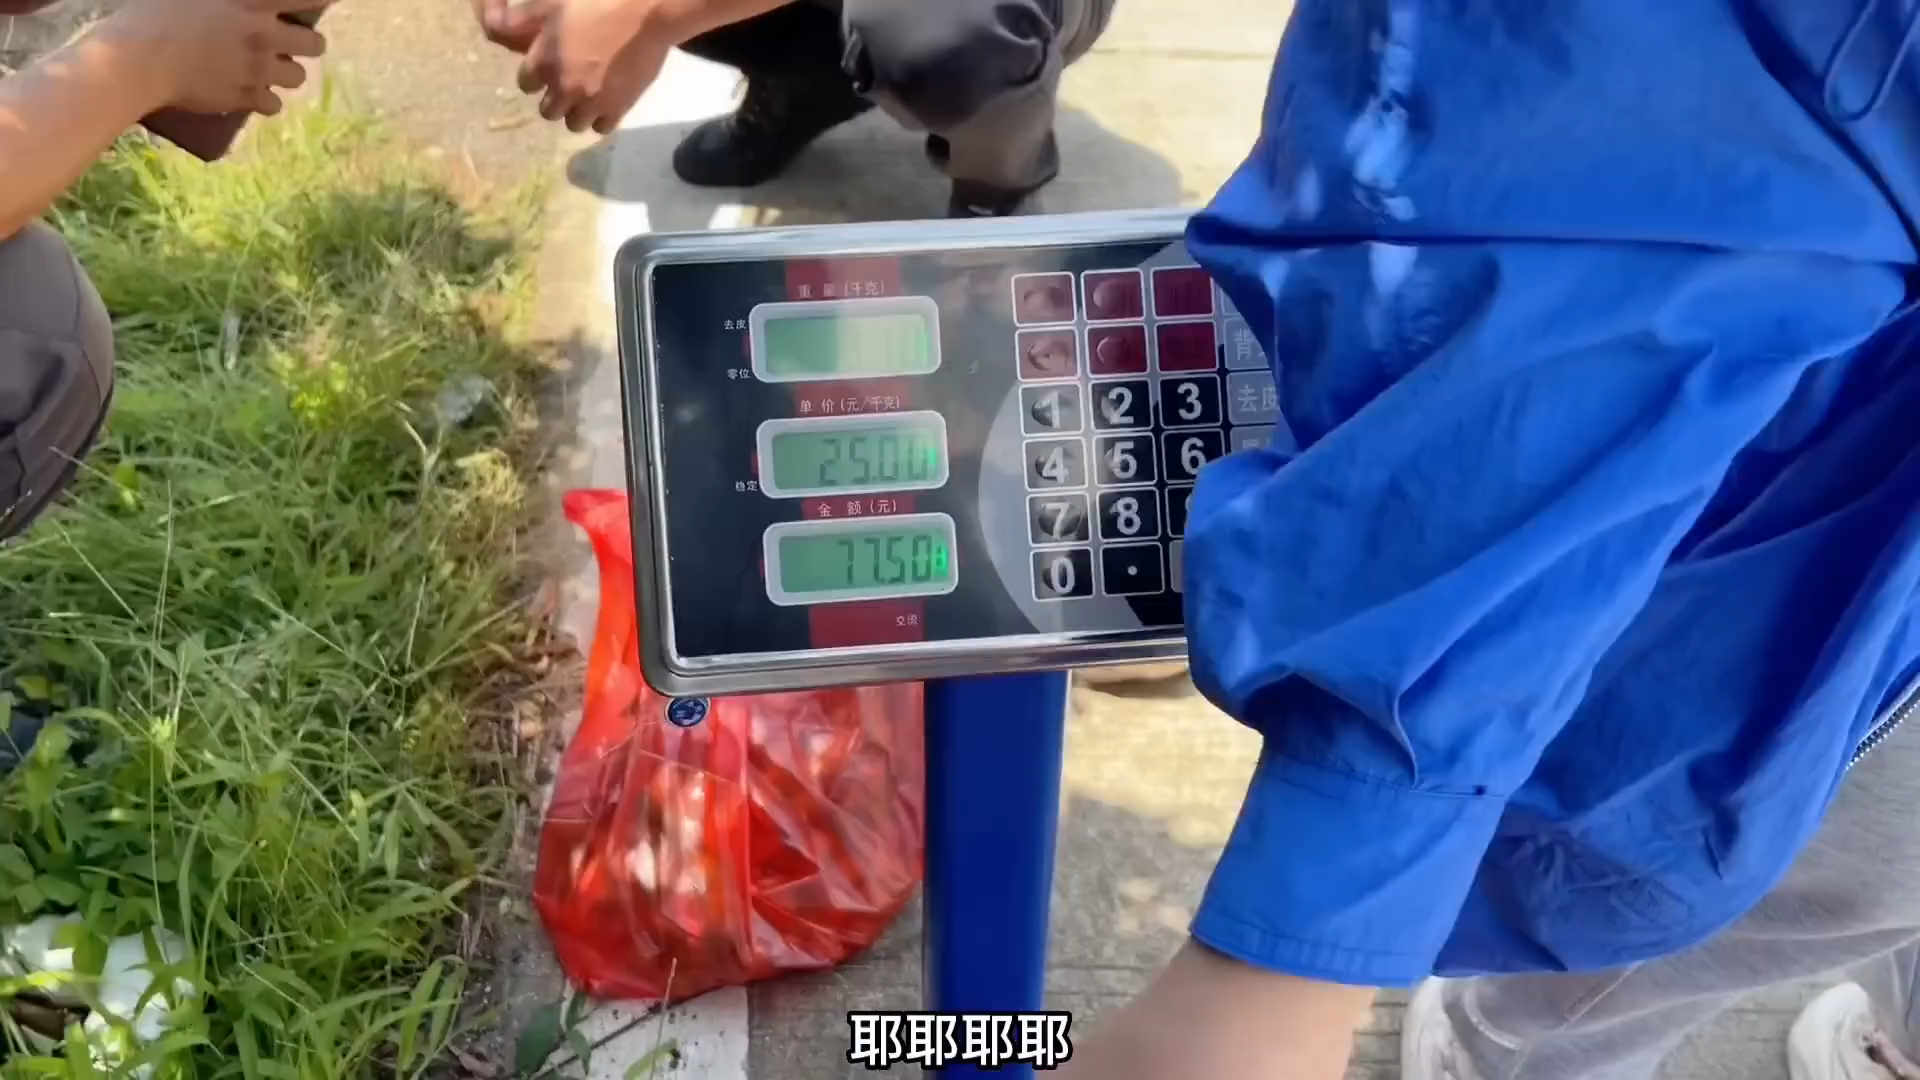 重量(千克)
去皮
零位
单价(元/千克)
25.00
稳定
金额(元)
77.50
交流
1 2 3 去皮
4 5 6
7 8
0 .
耶耶耶耶